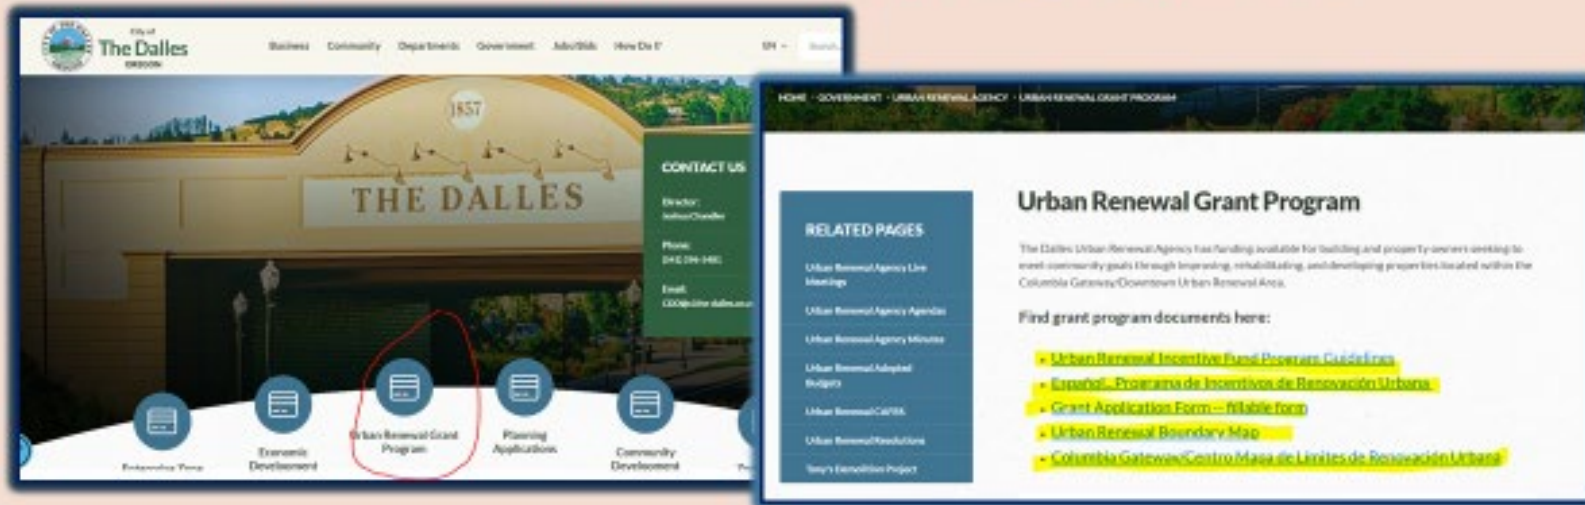 City of
The Dalles
OREGON
Business Community Departments Government Jobs/Bids How Do I?
EN
Search...
1857
THE DALLES
CONTACT US
Director:
Joshua Chandler
Phone:
Email:
Urban Renewal Grant
Program
Planning
Applications
Economic
Development
Community
Development
Enterprise Zone
HOME GOVERNMENT URBAN RENEWAL AGENCY URBAN RENEWAL GRANT PROGRAM
RELATED PAGES
Urban Renewal Agency Live
Meetings
Urban Renewal Agency Agendas
Urban Renewal Agency Minutes
Urban Renewal Adopted
Budgets
Urban Renewal
Urban Renewal Resolutions
Tony's Demolition Project
Urban Renewal Grant Program
The Dalles Urban Renewal Agency has funding available for building and property owners seeking to
meet community goals through improving, rehabilitating, and developing properties located within the
Columbia Gateway/Downtown Urban Renewal Area.
Find grant program documents here:
- Urban Renewal Incentive Fund Program Guidelines
- Español - Programa de Incentivos de Renovación Urbana
- Grant Application Form -- fillable form
- Urban Renewal Boundary Map
- Columbia Gateway/Centro Mapa de Límites de Renovación Urbana